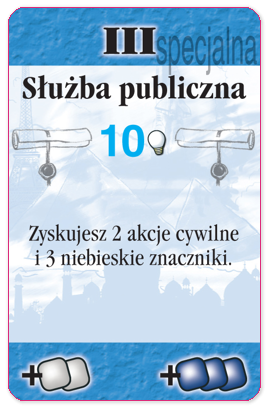 III
specjalna
Służba publiczna
10
Zyskujesz 2 akcje cywilne
i 3 niebieskie znaczniki.
+ +